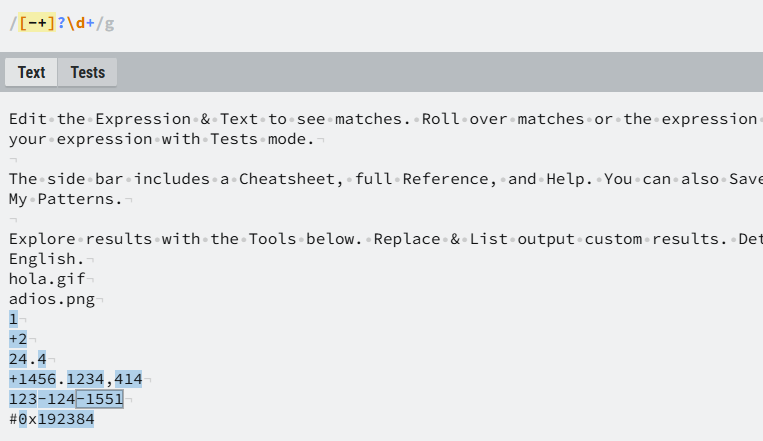 /[-+]?\d+/g
Text Tests
Edit the Expression & Text to see matches. Roll over matches or the expression
your expression with Tests mode.
The side bar includes a Cheatsheet, full Reference, and Help. You can also Save
My Patterns.
Explore results with the Tools below. Replace & List output custom results. Det
English.
hola.gif
adios.png
1
+2
24.4
+1456.1234,414
123-124-1551
#0x192384